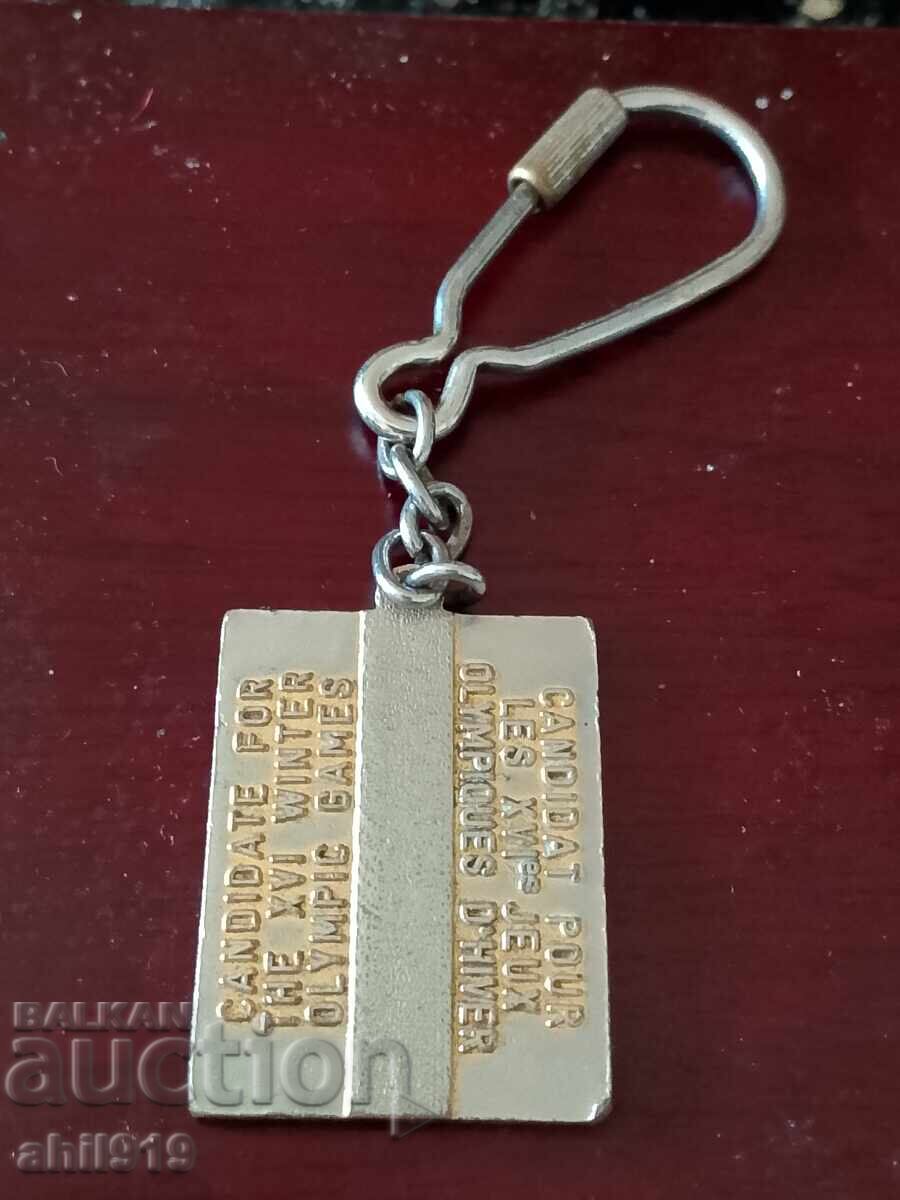 CANDIDATE FOR
THE XVI WINTER
OLYMPIC GAMES
CANDIDAT POUR
LES XVIes JEUX
OLYMPIQUES D'HIVER
BALKAN
auction
ahil919